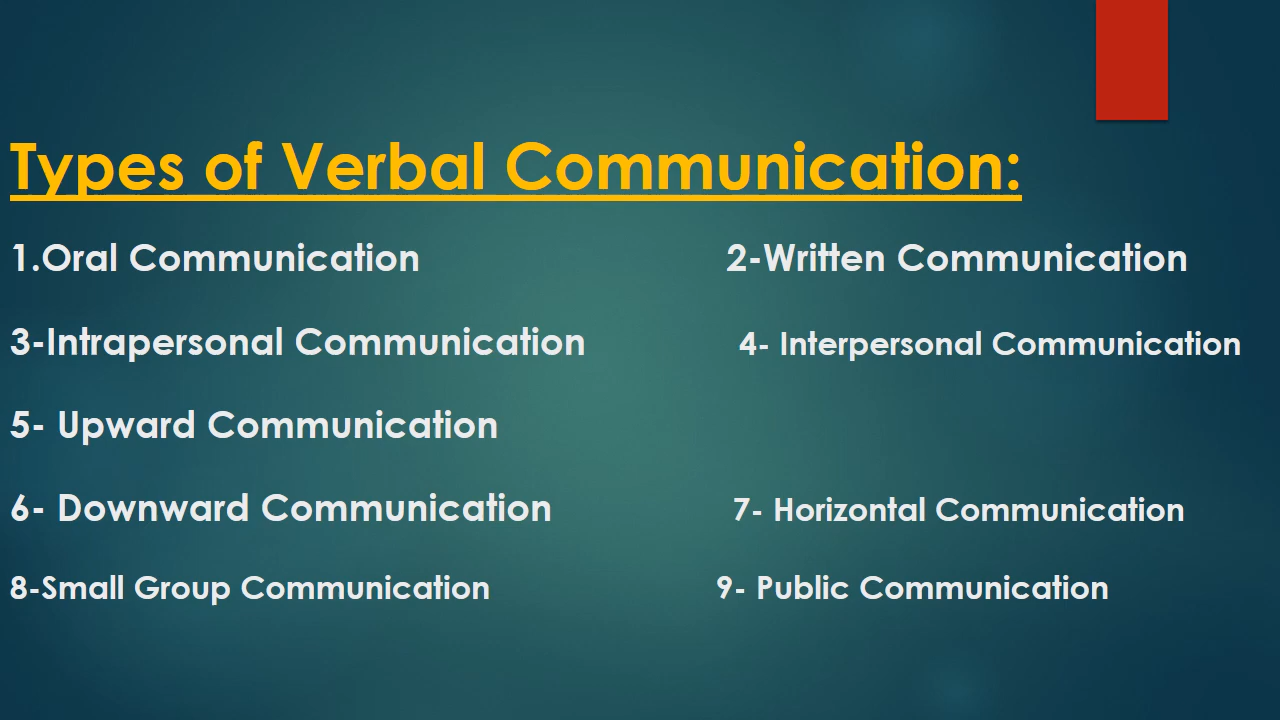 Types of Verbal Communication:
1.Oral Communication 2-Written Communication
3-Intrapersonal Communication 4- Interpersonal Communication
5- Upward Communication
6- Downward Communication 7- Horizontal Communication
8-Small Group Communication 9- Public Communication